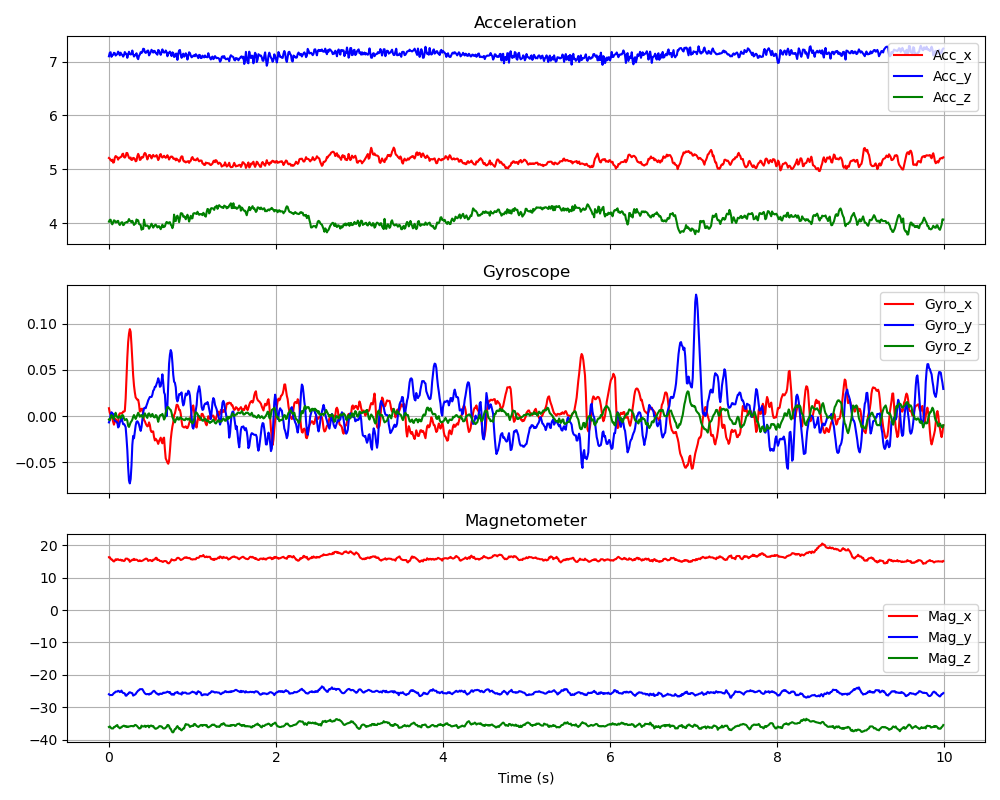 Acceleration
7
6
5
4
Acc_x
Acc_y
Acc_z
Gyroscope
0.10
0.05
0.00
−0.05
Gyro_x
Gyro_y
Gyro_z
Magnetometer
20
10
0
−10
−20
−30
−40
Mag_x
Mag_y
Mag_z
0 2 4 6 8 10
Time (s)